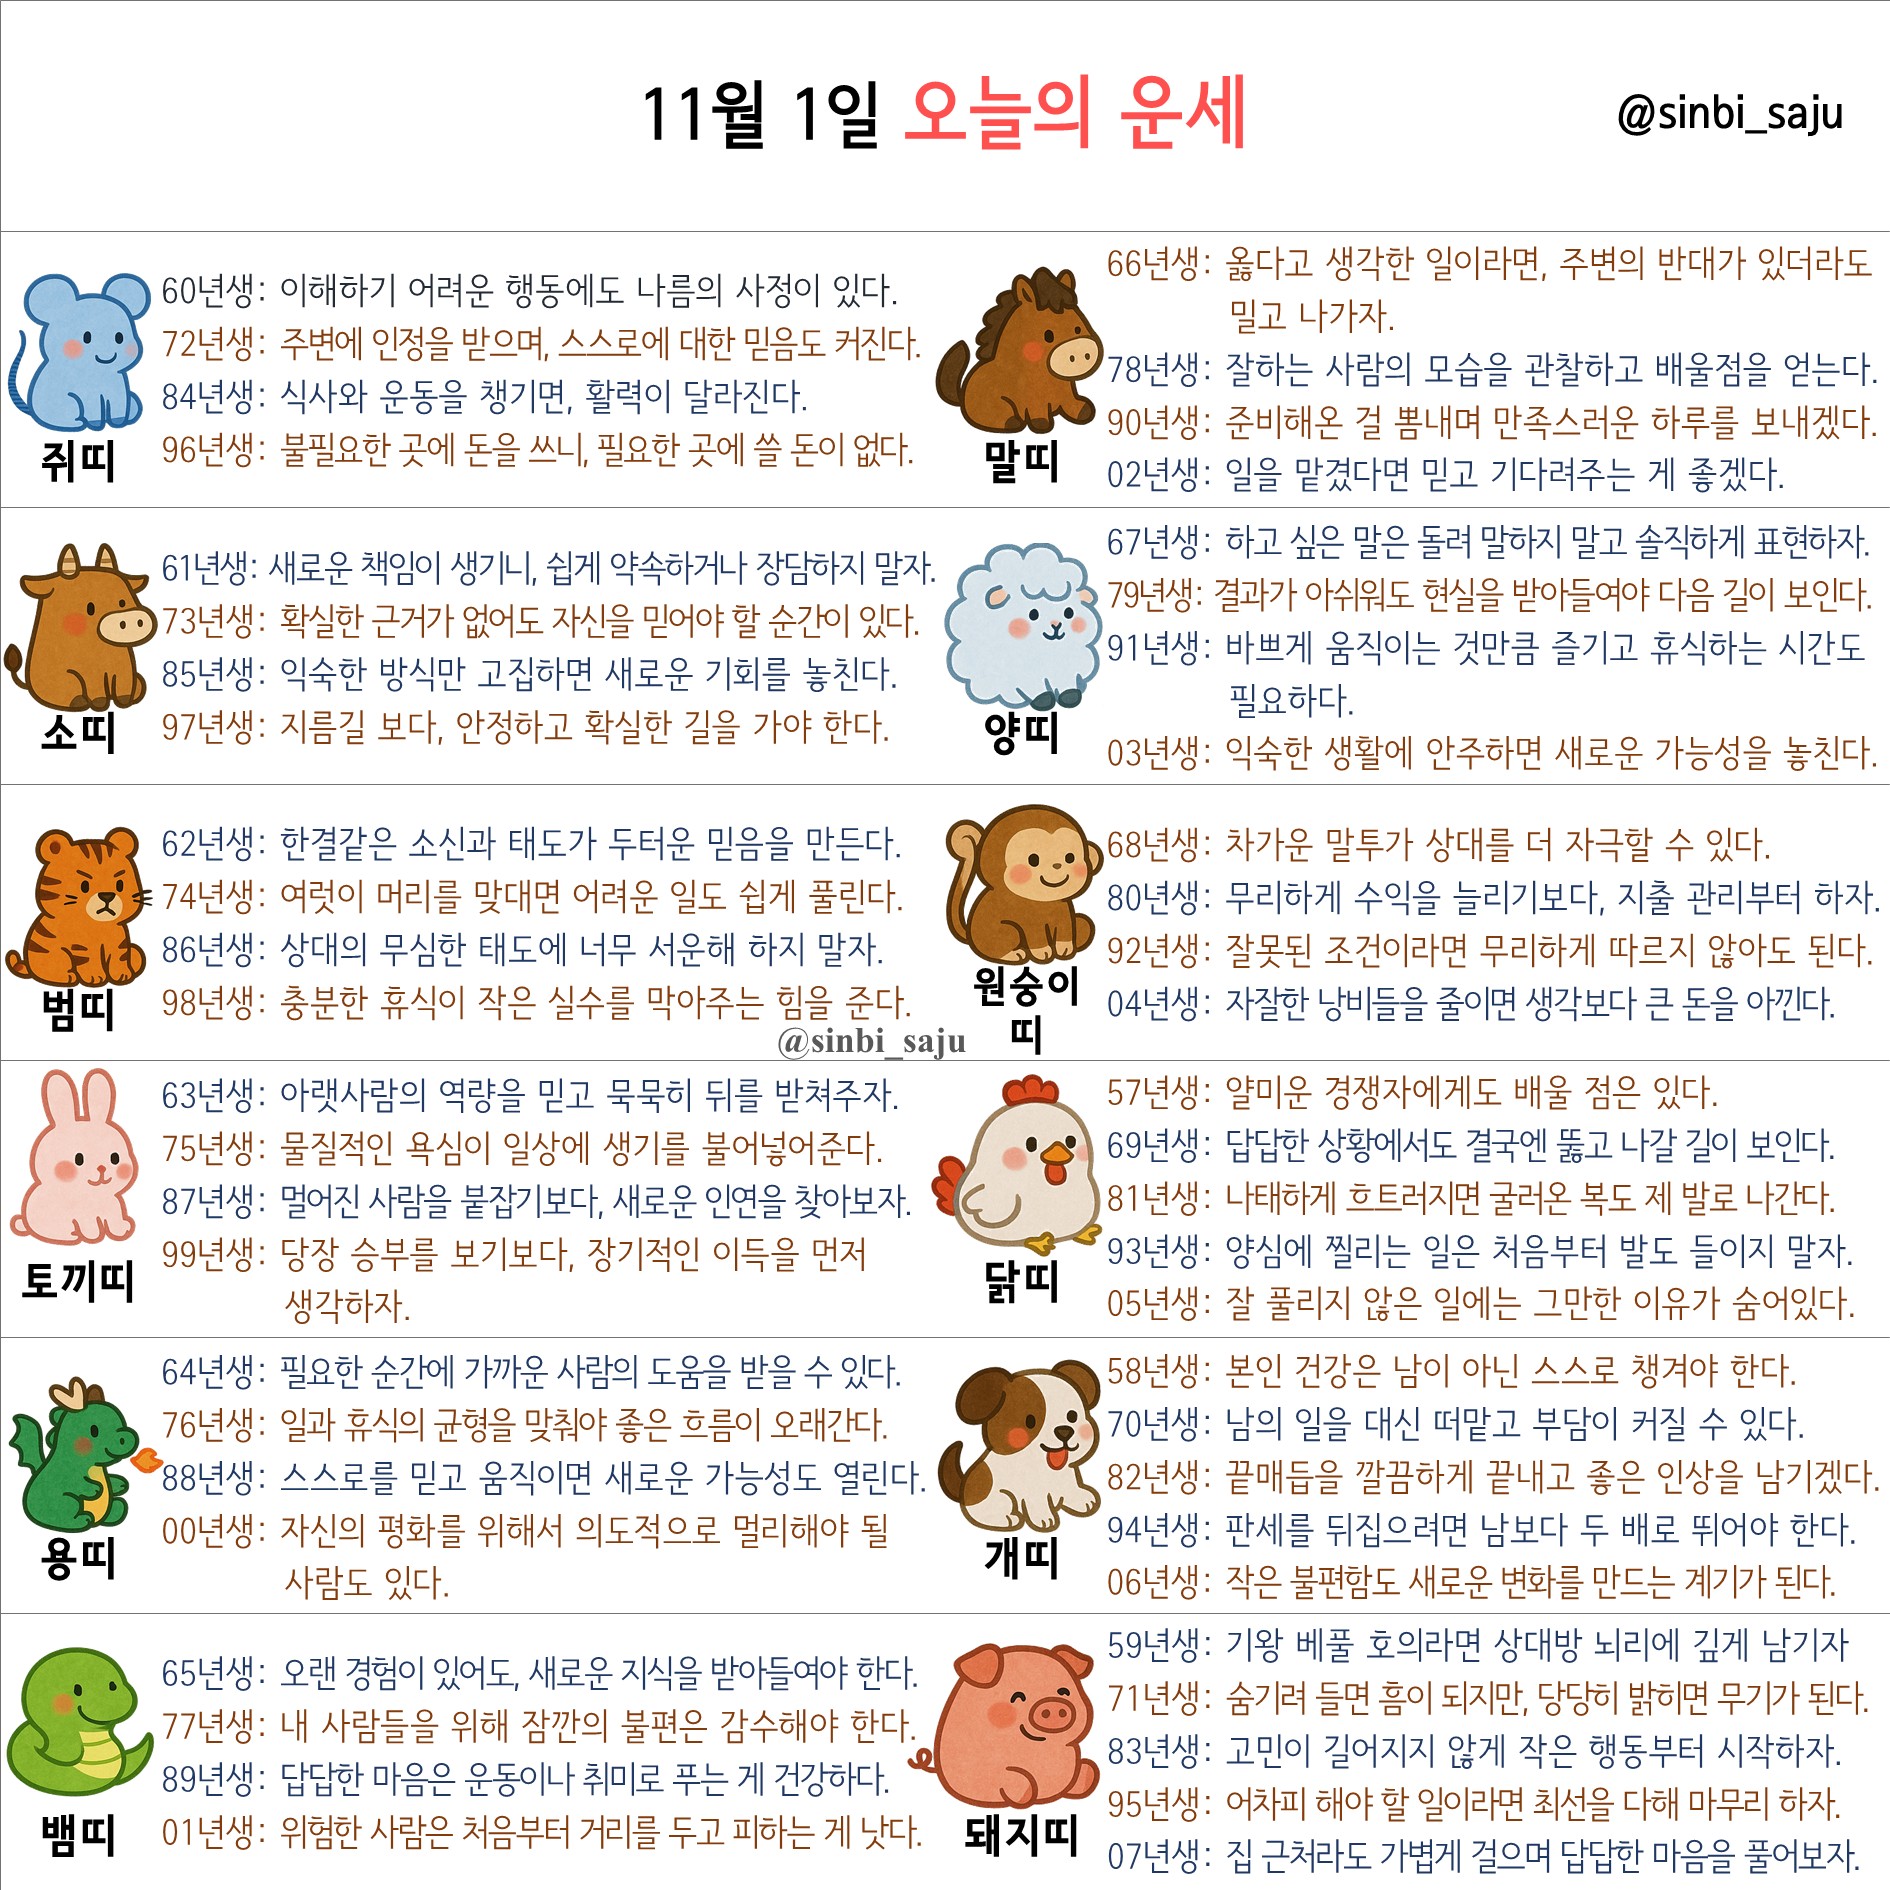 11월 1일 오늘의 운세
@sinbi_saju
60년생: 이해하기 어려운 행동에도 나름의 사정이 있다.
72년생: 주변에 인정을 받으며, 스스로에 대한 믿음도 커진다.
84년생: 식사와 운동을 챙기면, 활력이 달라진다.
96년생: 불필요한 곳에 돈을 쓰니, 필요한 곳에 쓸 돈이 없다.
쥐띠
66년생: 옳다고 생각한 일이라면, 주변의 반대가 있더라도
밀고 나가자.
78년생: 잘하는 사람의 모습을 관찰하고 배울점을 얻는다.
90년생: 준비해온 걸 뽐내며 만족스러운 하루를 보내겠다.
02년생: 일을 맡겼다면 믿고 기다려주는 게 좋겠다.
말띠
61년생: 새로운 책임이 생기니, 쉽게 약속하거나 장담하지 말자.
73년생: 확실한 근거가 없어도 자신을 믿어야 할 순간이 있다.
85년생: 익숙한 방식만 고집하면 새로운 기회를 놓친다.
97년생: 지름길 보다, 안정하고 확실한 길을 가야 한다.
소띠
67년생: 하고 싶은 말은 돌려 말하지 말고 솔직하게 표현하자.
79년생: 결과가 아쉬워도 현실을 받아들여야 다음 길이 보인다.
91년생: 바쁘게 움직이는 것만큼 즐기고 휴식하는 시간도
필요하다.
03년생: 익숙한 생활에 안주하면 새로운 가능성을 놓친다.
양띠
62년생: 한결같은 소신과 태도가 두터운 믿음을 만든다.
74년생: 여럿이 머리를 맞대면 어려운 일도 쉽게 풀린다.
86년생: 상대의 무심한 태도에 너무 서운해 하지 말자.
98년생: 충분한 휴식이 작은 실수를 막아주는 힘을 준다.
범띠
68년생: 차가운 말투가 상대를 더 자극할 수 있다.
80년생: 무리하게 수익을 늘리기보다, 지출 관리부터 하자.
92년생: 잘못된 조건이라면 무리하게 따르지 않아도 된다.
04년생: 자잘한 낭비들을 줄이면 생각보다 큰 돈을 아낀다.
원숭이
띠
@sinbi_saju
63년생: 아랫사람의 역량을 믿고 묵묵히 뒤를 받쳐주자.
75년생: 물질적인 욕심이 일상에 생기를 불어넣어준다.
87년생: 멀어진 사람을 붙잡기보다, 새로운 인연을 찾아보자.
99년생: 당장 승부를 보기보다, 장기적인 이득을 먼저
생각하자.
토끼띠
57년생: 얄미운 경쟁자에게도 배울 점은 있다.
69년생: 답답한 상황에서도 결국엔 뚫고 나갈 길이 보인다.
81년생: 나태하게 흐트러지면 굴러온 복도 제 발로 나간다.
93년생: 양심에 찔리는 일은 처음부터 발도 들이지 말자.
05년생: 잘 풀리지 않은 일에는 그만한 이유가 숨어있다.
닭띠
64년생: 필요한 순간에 가까운 사람의 도움을 받을 수 있다.
76년생: 일과 휴식의 균형을 맞춰야 좋은 흐름이 오래간다.
88년생: 스스로를 믿고 움직이면 새로운 가능성도 열린다.
00년생: 자신의 평화를 위해서 의도적으로 멀리해야 될
사람도 있다.
용띠
58년생: 본인 건강은 남이 아닌 스스로 챙겨야 한다.
70년생: 남의 일을 대신 떠맡고 부담이 커질 수 있다.
82년생: 끝매듭을 깔끔하게 끝내고 좋은 인상을 남기겠다.
94년생: 판세를 뒤집으려면 남보다 두 배로 뛰어야 한다.
06년생: 작은 불편함도 새로운 변화를 만드는 계기가 된다.
개띠
65년생: 오랜 경험이 있어도, 새로운 지식을 받아들여야 한다.
77년생: 내 사람들을 위해 잠깐의 불편은 감수해야 한다.
89년생: 답답한 마음은 운동이나 취미로 푸는 게 건강하다.
01년생: 위험한 사람은 처음부터 거리를 두고 피하는 게 낫다.
뱀띠
59년생: 기왕 베풀 호의라면 상대방 뇌리에 깊게 남기자
71년생: 숨기려 들면 흠이 되지만, 당당히 밝히면 무기가 된다.
83년생: 고민이 길어지지 않게 작은 행동부터 시작하자.
95년생: 어차피 해야 할 일이라면 최선을 다해 마무리 하자.
07년생: 집 근처라도 가볍게 걸으며 답답한 마음을 풀어보자.
돼지띠